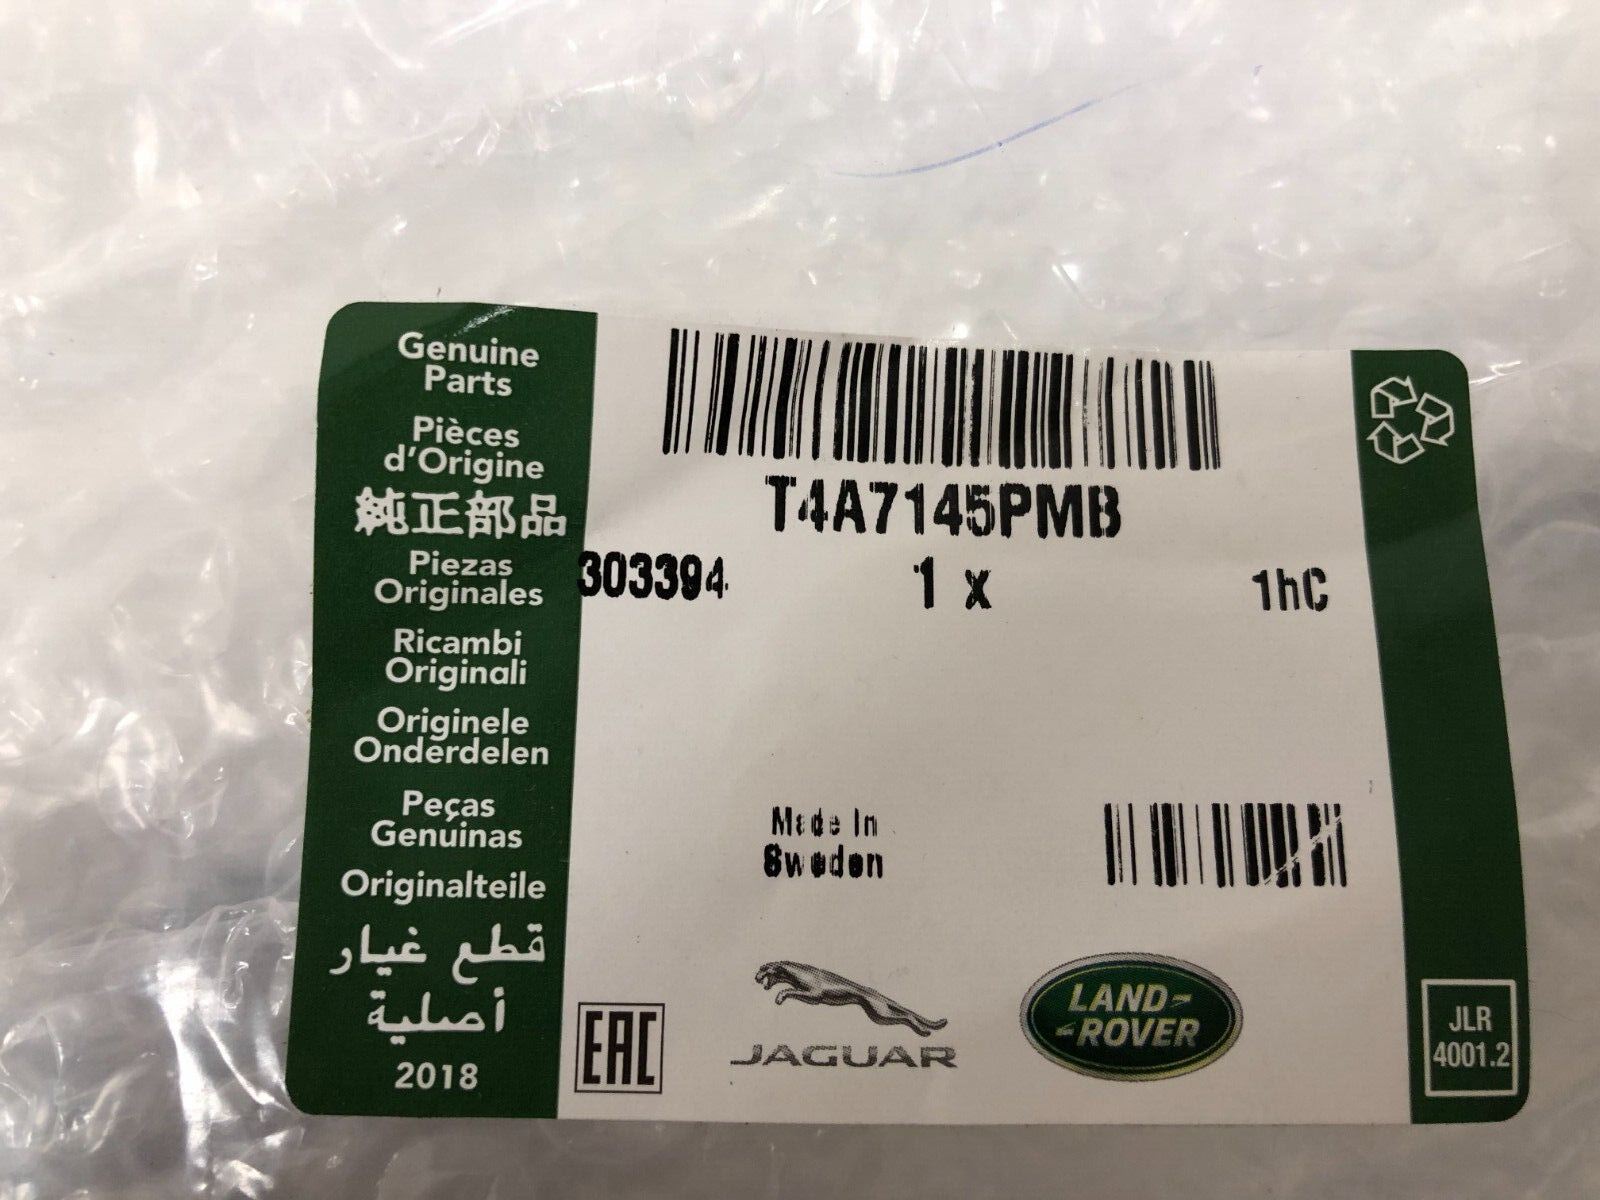 Genuine
Parts
Pièces
d'Origine
純正部品
Piezas
Originales
Ricambi
Originali
Originele
Onderdelen
Peças
Genuinas
Originalteile
قطع غيار
أصلية
2018
T4A7145PMB
303394 1 x 1hC
Made In
Sweden
EAC
JAGUAR
LAND-
-ROVER
JLR
4001.2